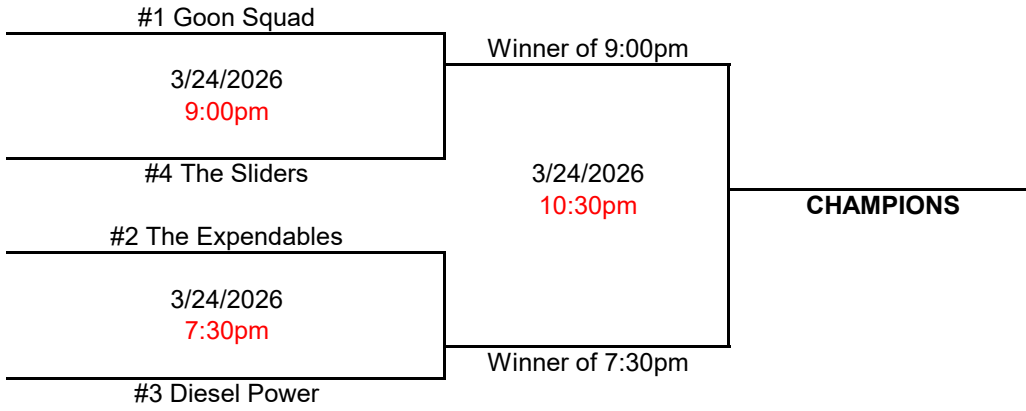 #1 Goon Squad
Winner of 9:00pm
3/24/2026
9:00pm
#4 The Sliders
3/24/2026
10:30pm
CHAMPIONS
#2 The Expendables
3/24/2026
7:30pm
Winner of 7:30pm
#3 Diesel Power